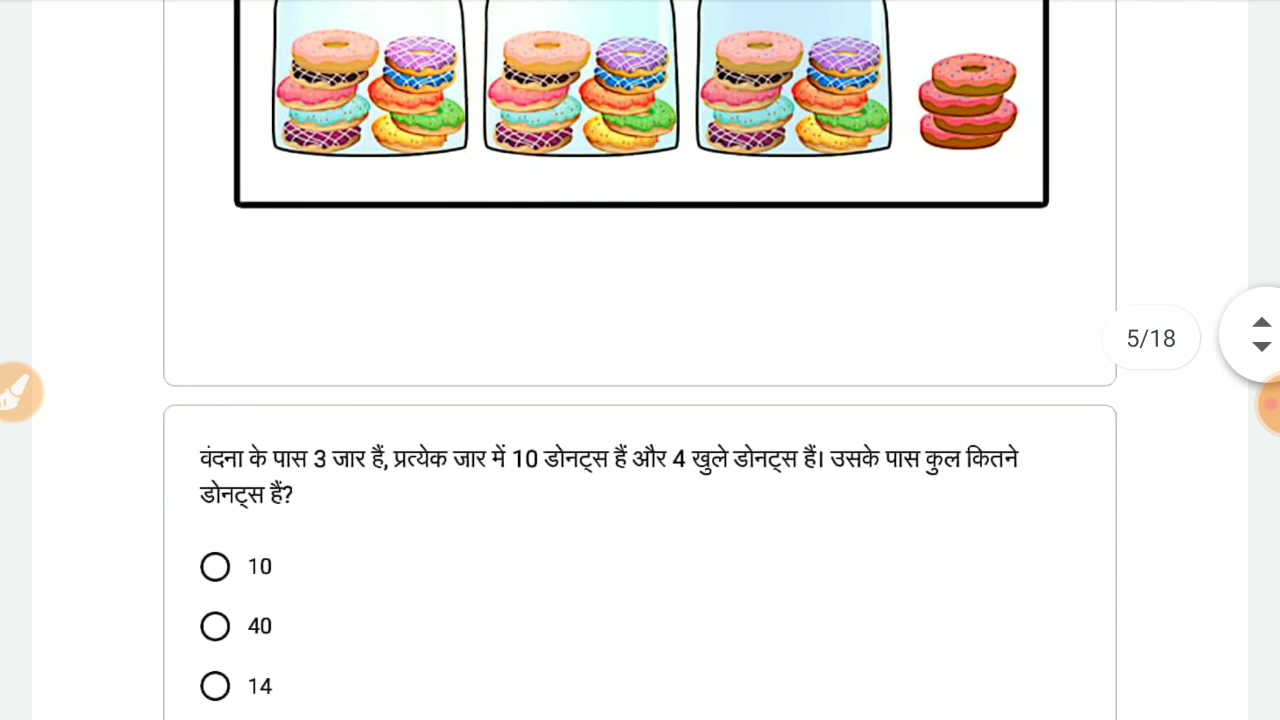 5/18
वंदना के पास 3 जार हैं, प्रत्येक जार में 10 डोनट्स हैं और 4 खुले डोनट्स हैं। उसके पास कुल कितने
डोनट्स हैं?
10
40
14